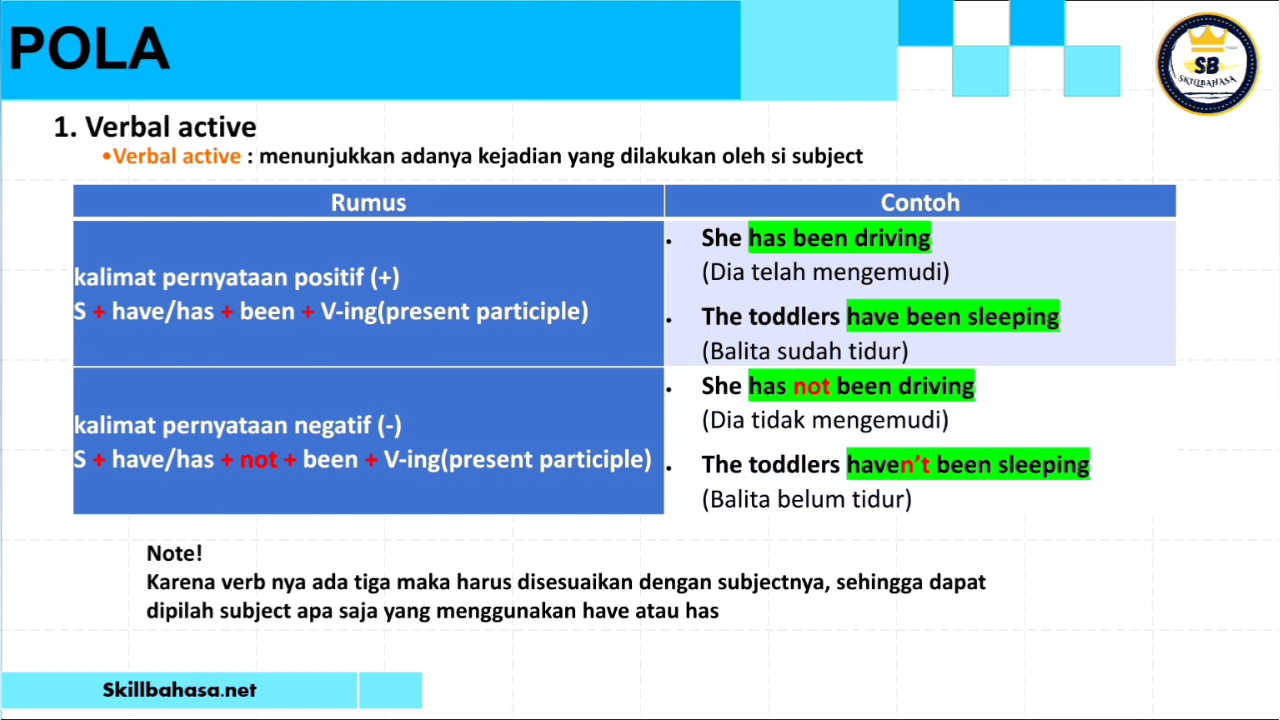 POLA
SB
SKILLBAHASA
1. Verbal active
•Verbal active : menunjukkan adanya kejadian yang dilakukan oleh si subject
Rumus
Contoh
kalimat pernyataan positif (+)
S + have/has + been + V-ing(present participle)
• She has been driving
(Dia telah mengemudi)
• The toddlers have been sleeping
(Balita sudah tidur)
kalimat pernyataan negatif (-)
S + have/has + not + been + V-ing(present participle)
• She has not been driving
(Dia tidak mengemudi)
• The toddlers haven’t been sleeping
(Balita belum tidur)
Note!
Karena verb nya ada tiga maka harus disesuaikan dengan subjectnya, sehingga dapat
dipilah subject apa saja yang menggunakan have atau has
Skillbahasa.net